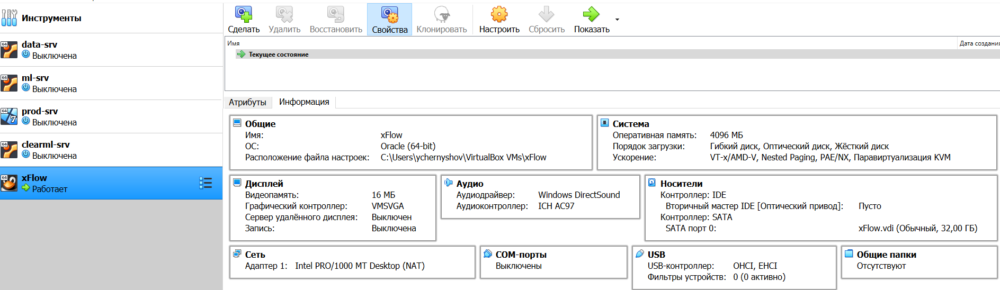 Инструменты
data-srv
Выключена
ml-srv
Выключена
prod-srv
Выключена
clearml-srv
Выключена
xFlow
Работает
Сделать Удалить Восстановить Свойства Клонировать Настроить Сбросить Показать
Имя Дата создания
Текущее состояние
Атрибуты Информация
Общие
Имя: xFlow
ОС: Oracle (64-bit)
Расположение файла настроек: C:\Users\ychernyshov\VirtualBox VMs\xFlow
Система
Оперативная память: 4096 МБ
Порядок загрузки: Гибкий диск, Оптический диск, Жёсткий диск
Ускорение: VT-x/AMD-V, Nested Paging, PAE/NX, Паравиртуализация KVM
Дисплей
Видеопамять: 16 МБ
Графический контроллер: VMSVGA
Сервер удалённого дисплея: Выключен
Запись: Выключена
Аудио
Аудиодрайвер: Windows DirectSound
Аудиоконтроллер: ICH AC97
Носители
Контроллер: IDE
Вторичный мастер IDE [Оптический привод]: Пусто
Контроллер: SATA
SATA порт 0: xFlow.vdi (Обычный, 32,00 ГБ)
Сеть
Адаптер 1: Intel PRO/1000 MT Desktop (NAT)
COM-порты
Выключены
USB
USB-контроллер: OHCI, EHCI
Фильтры устройств: 0 (0 активно)
Общие папки
Отсутствуют